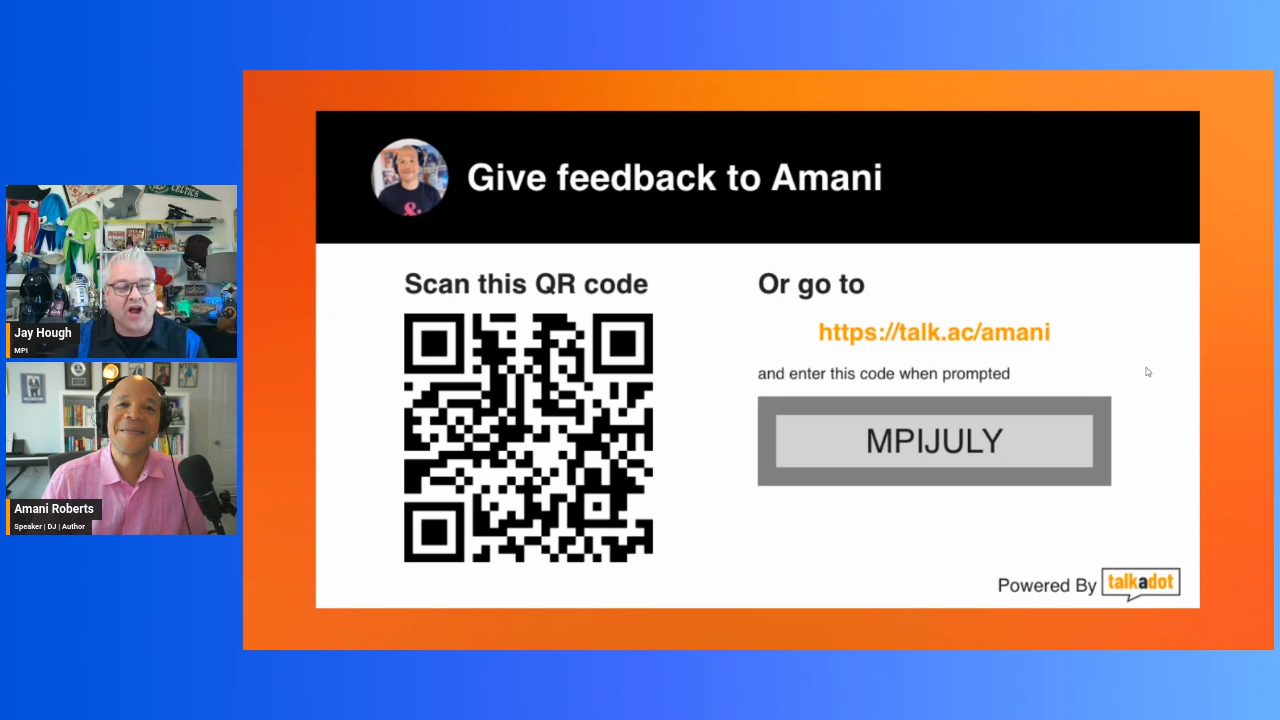 CELTICS
Jay Hough
MPI
Amani Roberts
Speaker | DJ | Author
Give feedback to Amani
&
Scan this QR code
Or go to
https://talk.ac/amani
and enter this code when prompted
MPIJULY
Powered By talkadot